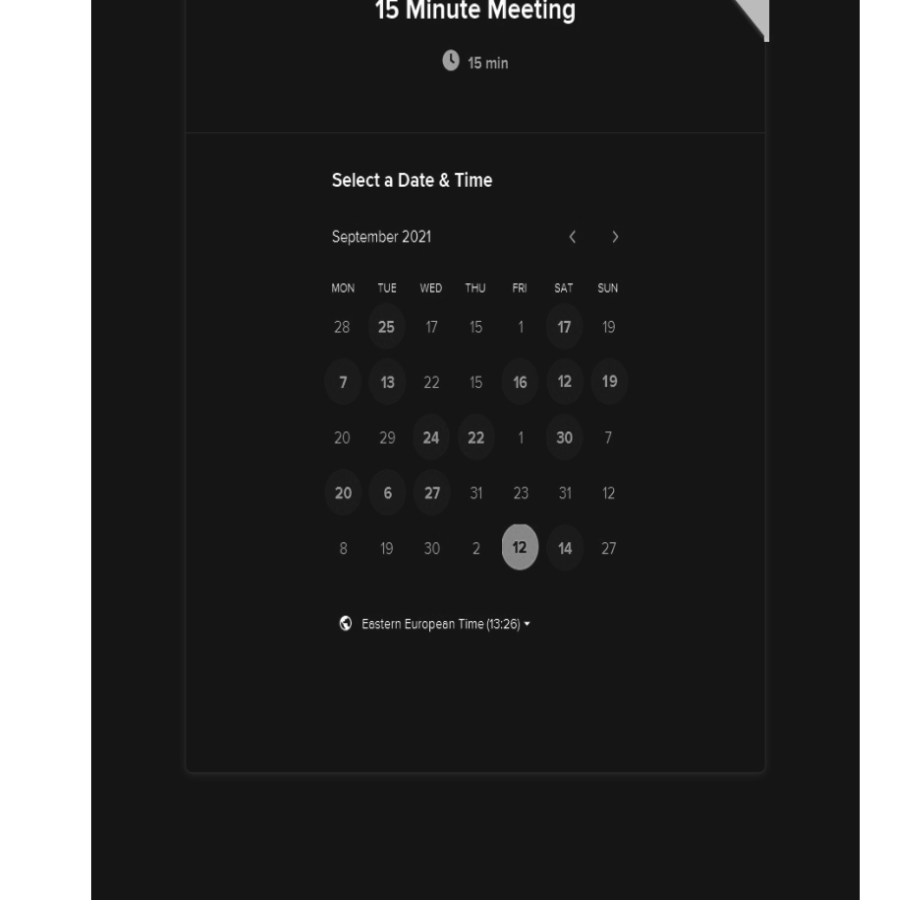 15 Minute Meeting
15 min
Select a Date & Time
September 2021
MON TUE WED THU FRI SAT SUN
28 25 17 15 1 17 19
7 13 22 15 16 12 19
20 29 24 22 1 30 7
20 6 27 31 23 31 12
8 19 30 2 12 14 27
Eastern European Time (13:26)